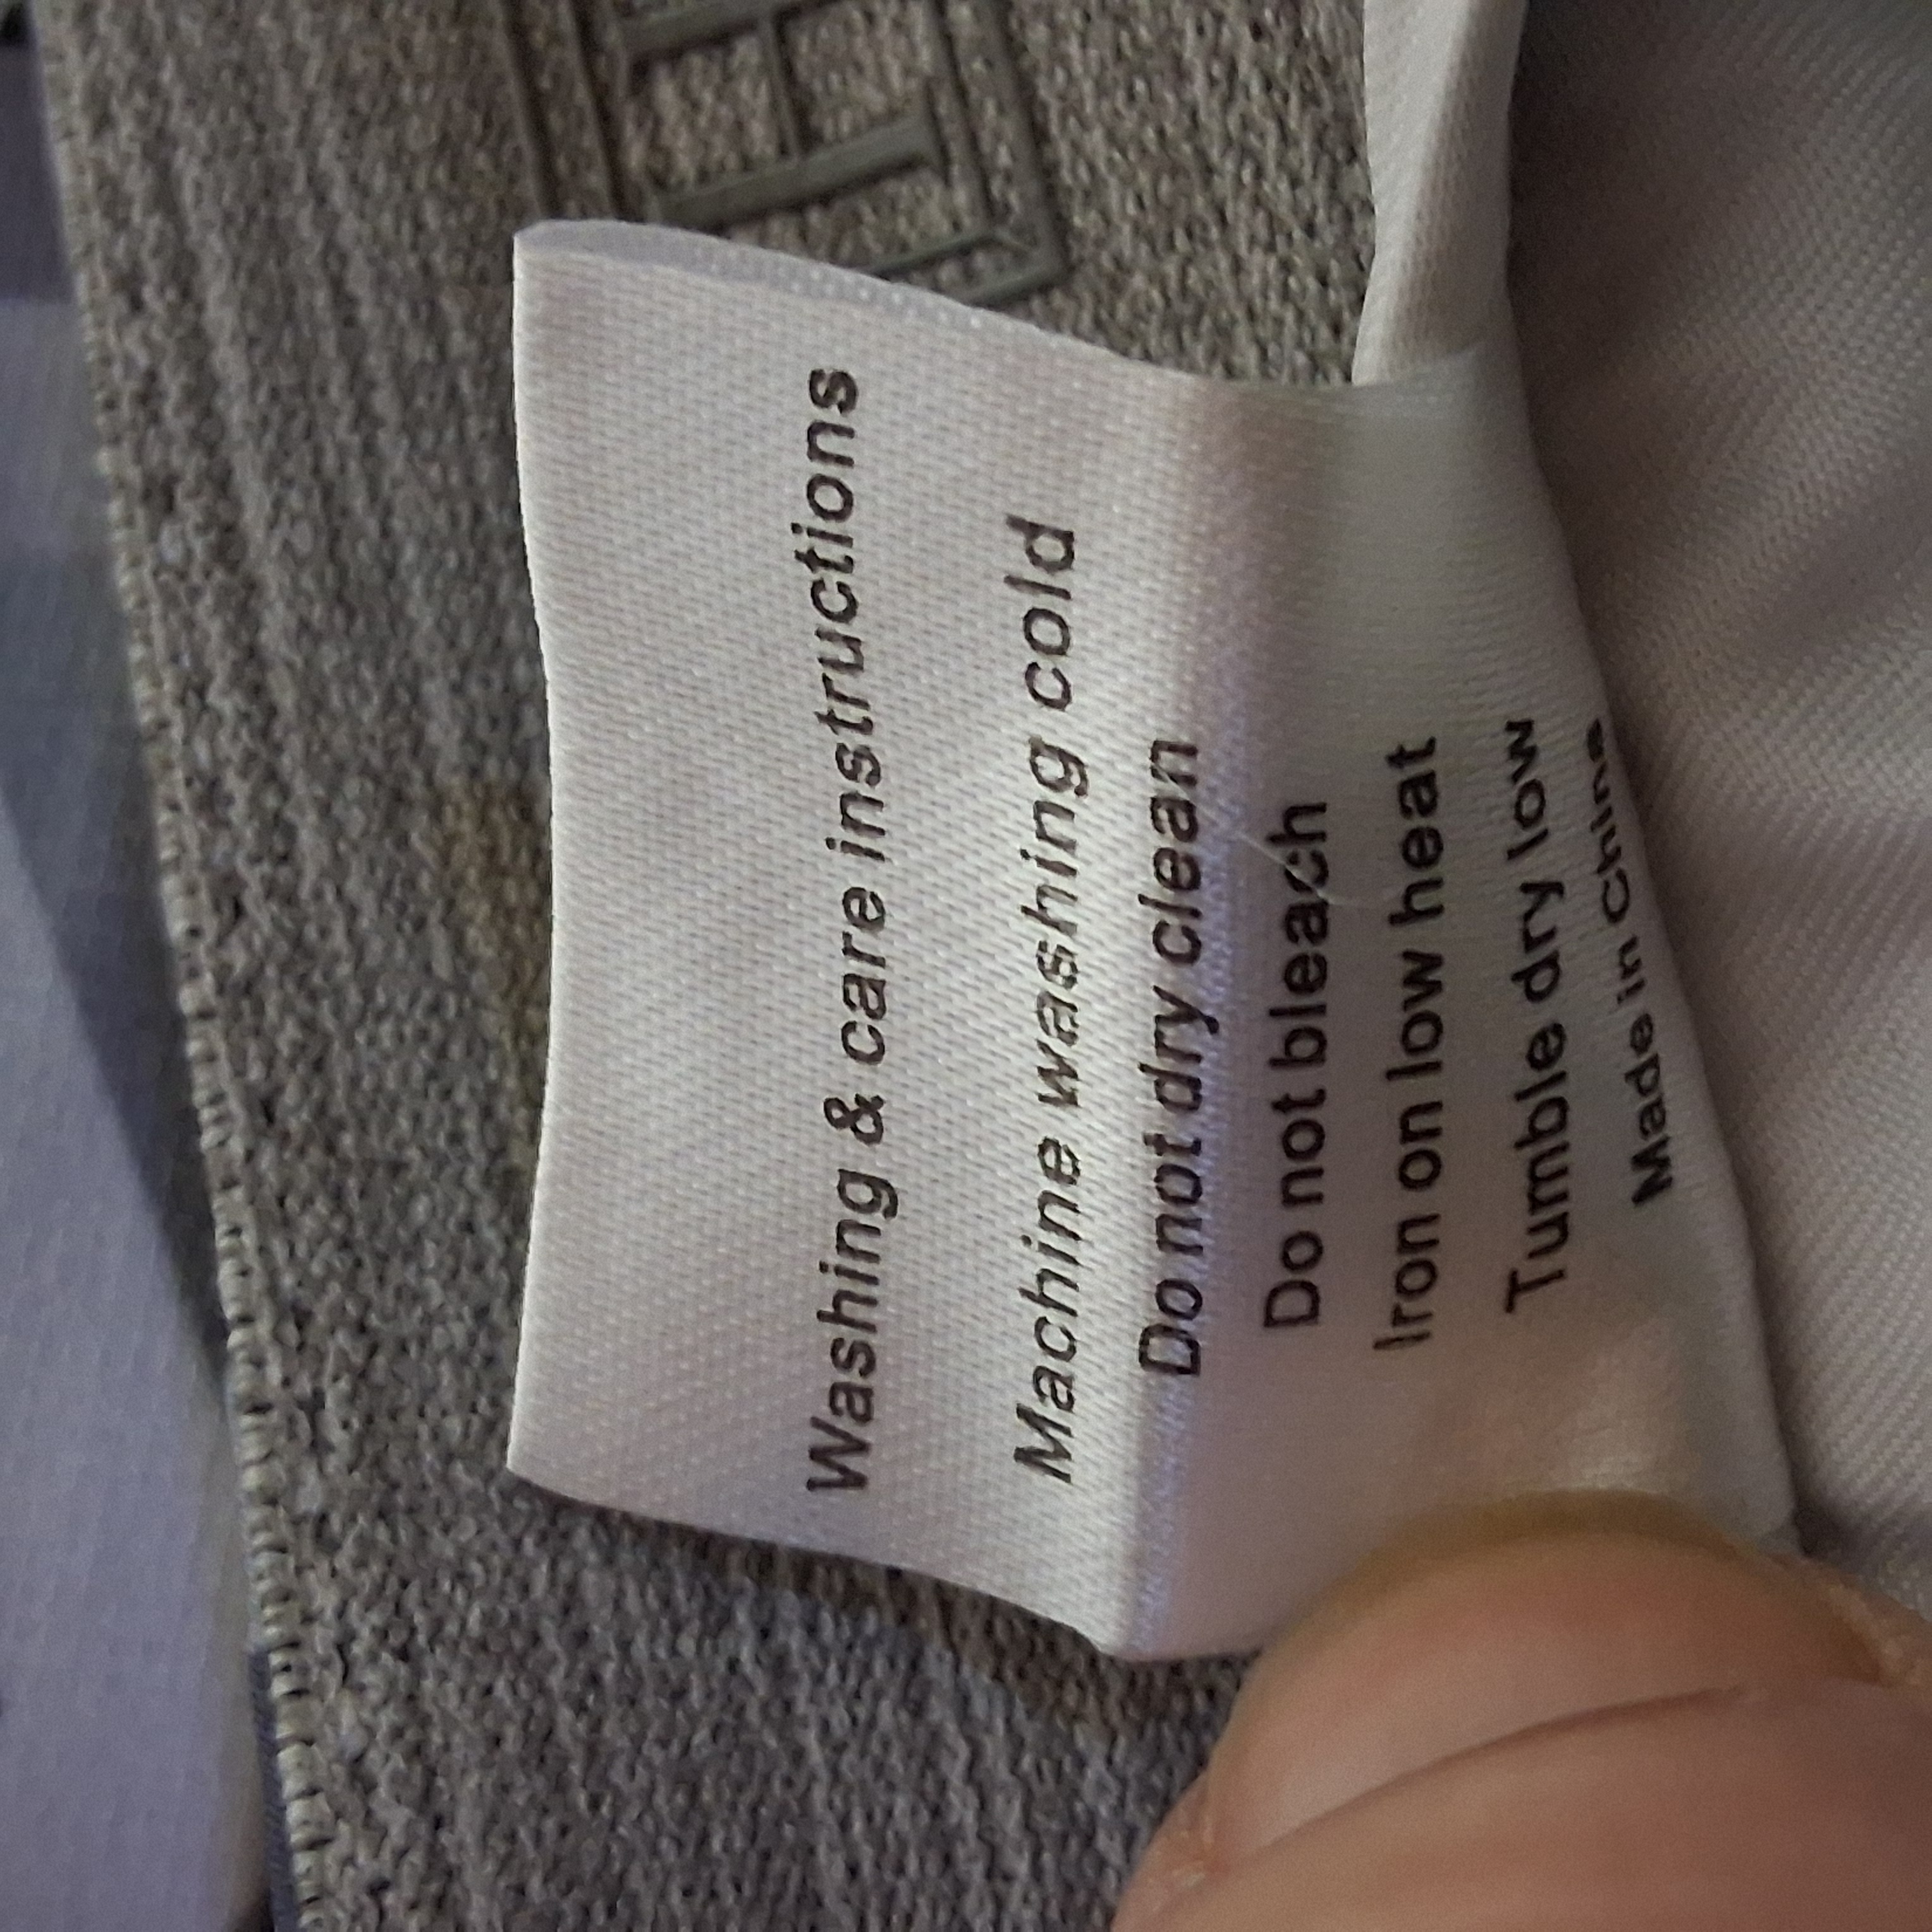 Washing & care instructions
Machine washing cold
Do not dry clean
Do not bleach
Iron on low heat
Tumble dry low
Made in China